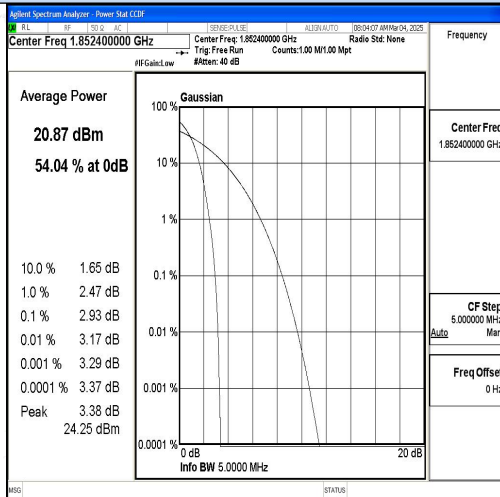 Agilent Spectrum Analyzer - Power Stat CCDF
RL RF 50 Ω AC SENSE:PULSE ALIGN AUTO 08:04:07 AM Mar 04, 2025
Center Freq 1.852400000 GHz
Center Freq: 1.852400000 GHz Radio Std: None
Trig: Free Run Counts:1.00 M/1.00 Mpt
#IFGain:Low #Atten: 40 dB
Frequency
Average Power
20.87 dBm
54.04 % at 0dB
10.0 % 1.65 dB
1.0 % 2.47 dB
0.1 % 2.93 dB
0.01 % 3.17 dB
0.001 % 3.29 dB
0.0001 % 3.37 dB
Peak 3.38 dB
24.25 dBm
Gaussian
100 %
10 %
1 %
0.1 %
0.01 %
0.001 %
0.0001 %
0 dB 20 dB
Info BW 5.0000 MHz
Center Freq
1.852400000 GHz
CF Step
5.000000 MHz
Auto Man
Freq Offset
0 Hz
MSG STATUS